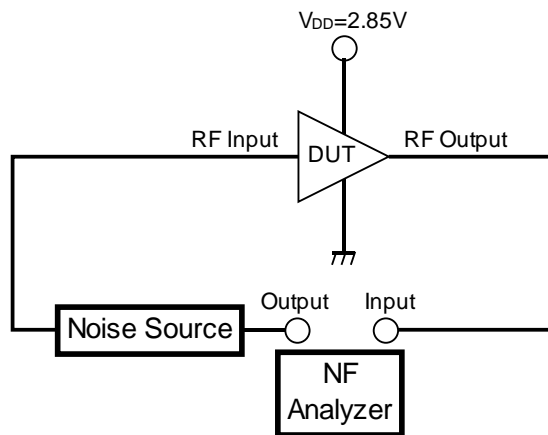 VDD=2.85V
RF Input
DUT
RF Output
Output
Input
Noise Source
NF
Analyzer